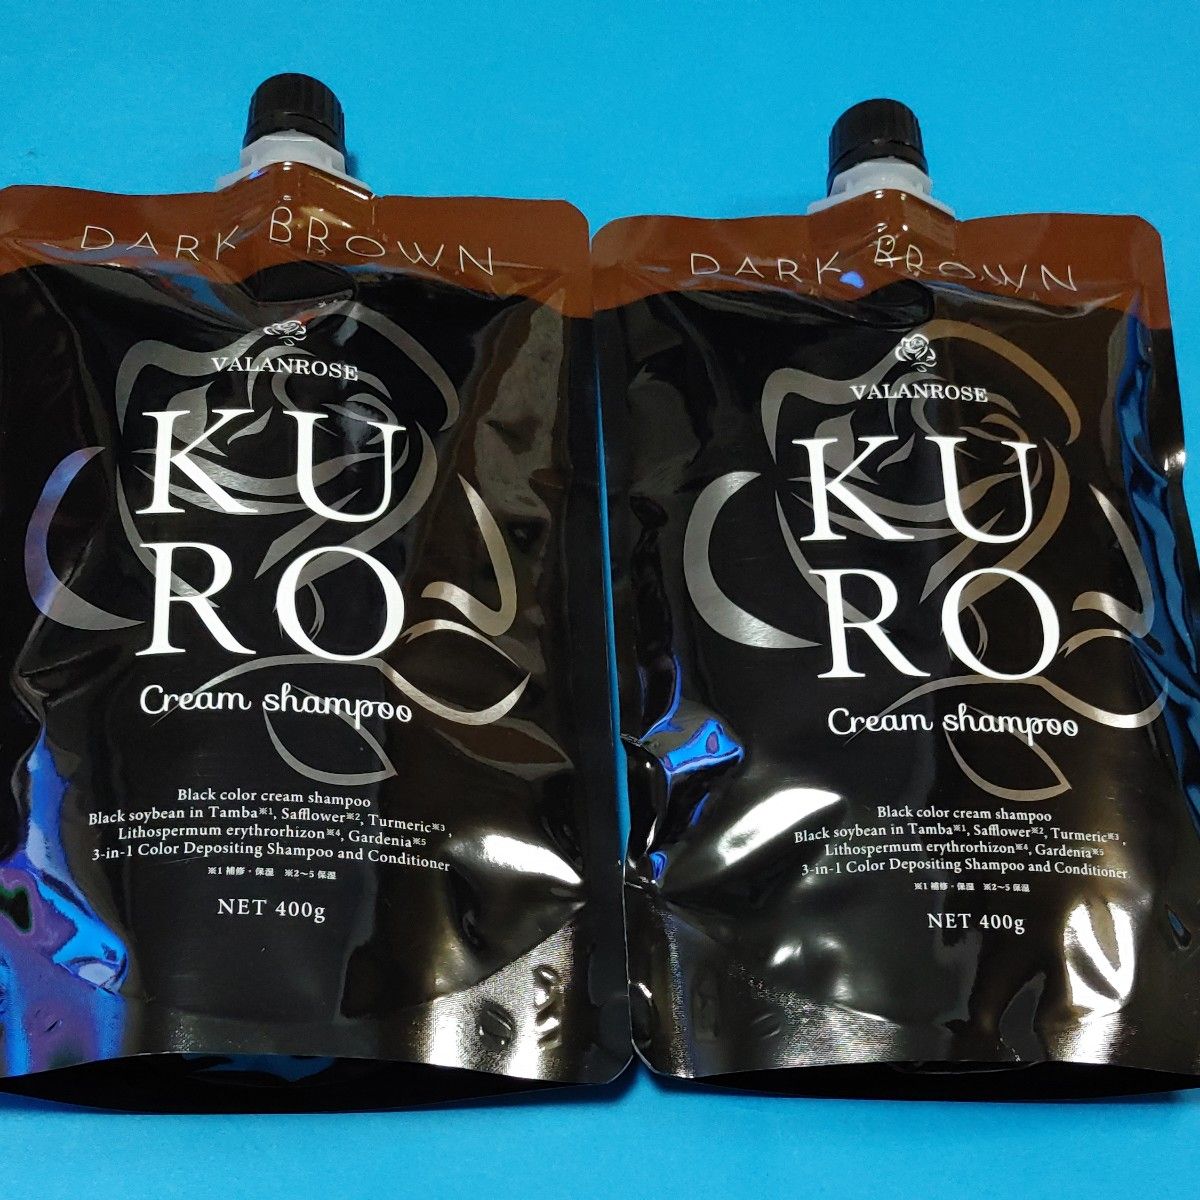 DARK BROWN
VALANROSE
KU
RO
Cream shampoo
Black color cream shampoo
Black soybean in Tamba※1, Safflower※2, Turmeric※3,
Lithospermum erythrorhizon※4, Gardenia※5
3-in-1 Color Depositing Shampoo and Conditioner
※1 補修・保湿 ※2～5 保湿
NET 400g
DARK BROWN
VALANROSE
KU
RO
Cream shampoo
Black color cream shampoo
Black soybean in Tamba※1, Safflower※2, Turmeric※3,
Lithospermum erythrorhizon※4, Gardenia※5
3-in-1 Color Depositing Shampoo and Conditioner
※1 補修・保湿 ※2～5 保湿
NET 400g